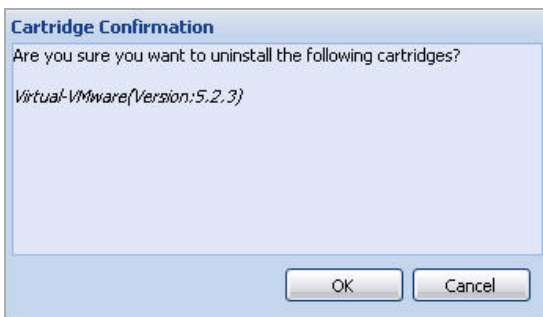 Cartridge Confirmation
Are you sure you want to uninstall the following cartridges?
Virtual-VMware(Version:5.2.3)
OK
Cancel